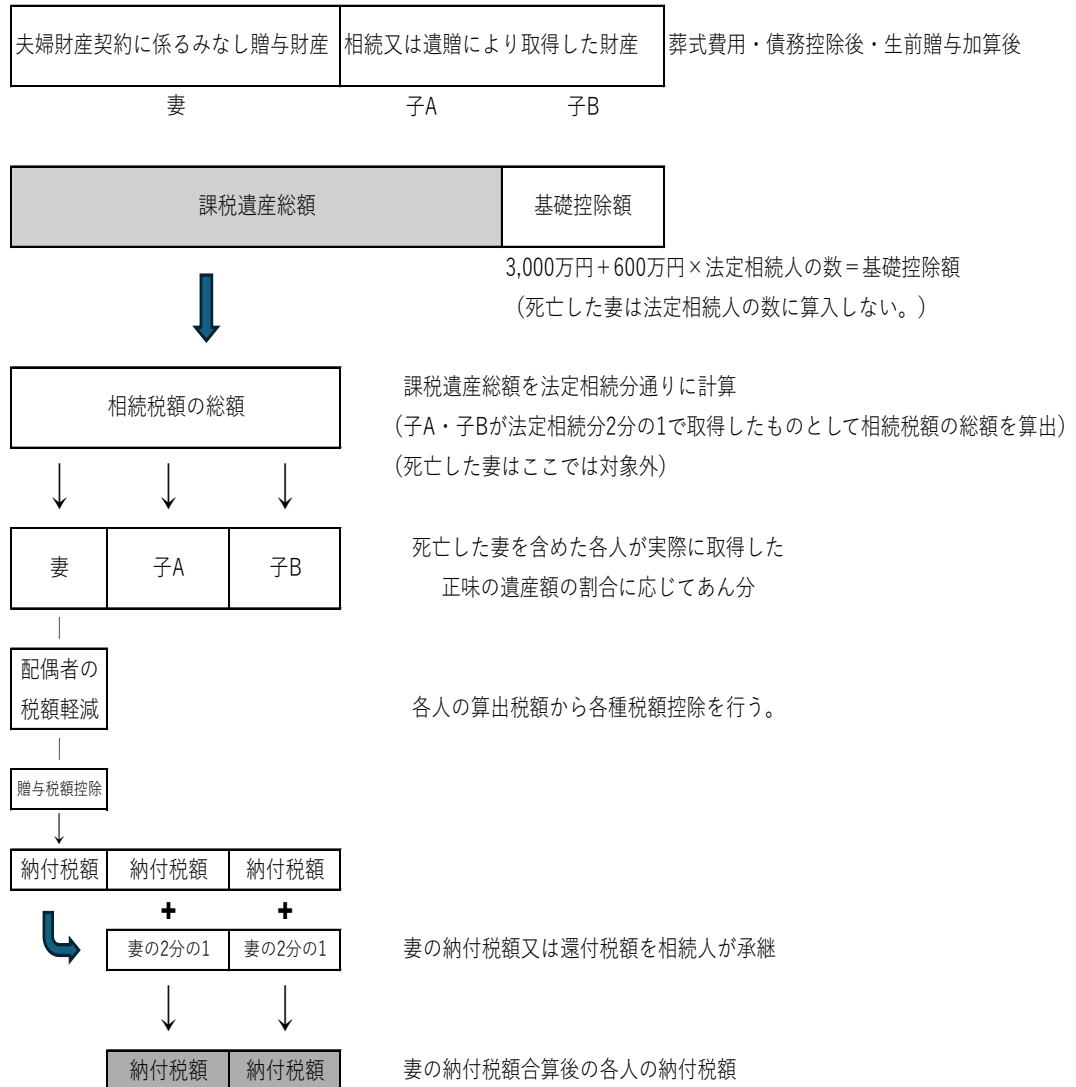 夫婦財産契約に係るみなし贈与財産 相続又は遺贈により取得した財産 葬式費用・債務控除後・生前贈与加算後
妻 子A 子B
課税遺産総額 基礎控除額
3,000万円+600万円×法定相続人の数=基礎控除額
(死亡した妻は法定相続人の数に算入しない。)
相続税額の総額
課税遺産総額を法定相続分通りに計算
(子A・子Bが法定相続分2分の1で取得したものとして相続税額の総額を算出)
(死亡した妻はここでは対象外)
妻 子A 子B
死亡した妻を含めた各人が実際に取得した
正味の遺産額の割合に応じてあん分
配偶者の
税額軽減
各人の算出税額から各種税額控除を行う。
贈与税額控除
納付税額 納付税額 納付税額
+ +
妻の2分の1 妻の2分の1 妻の納付税額又は還付税額を相続人が承継
納付税額 納付税額 妻の納付税額合算後の各人の納付税額